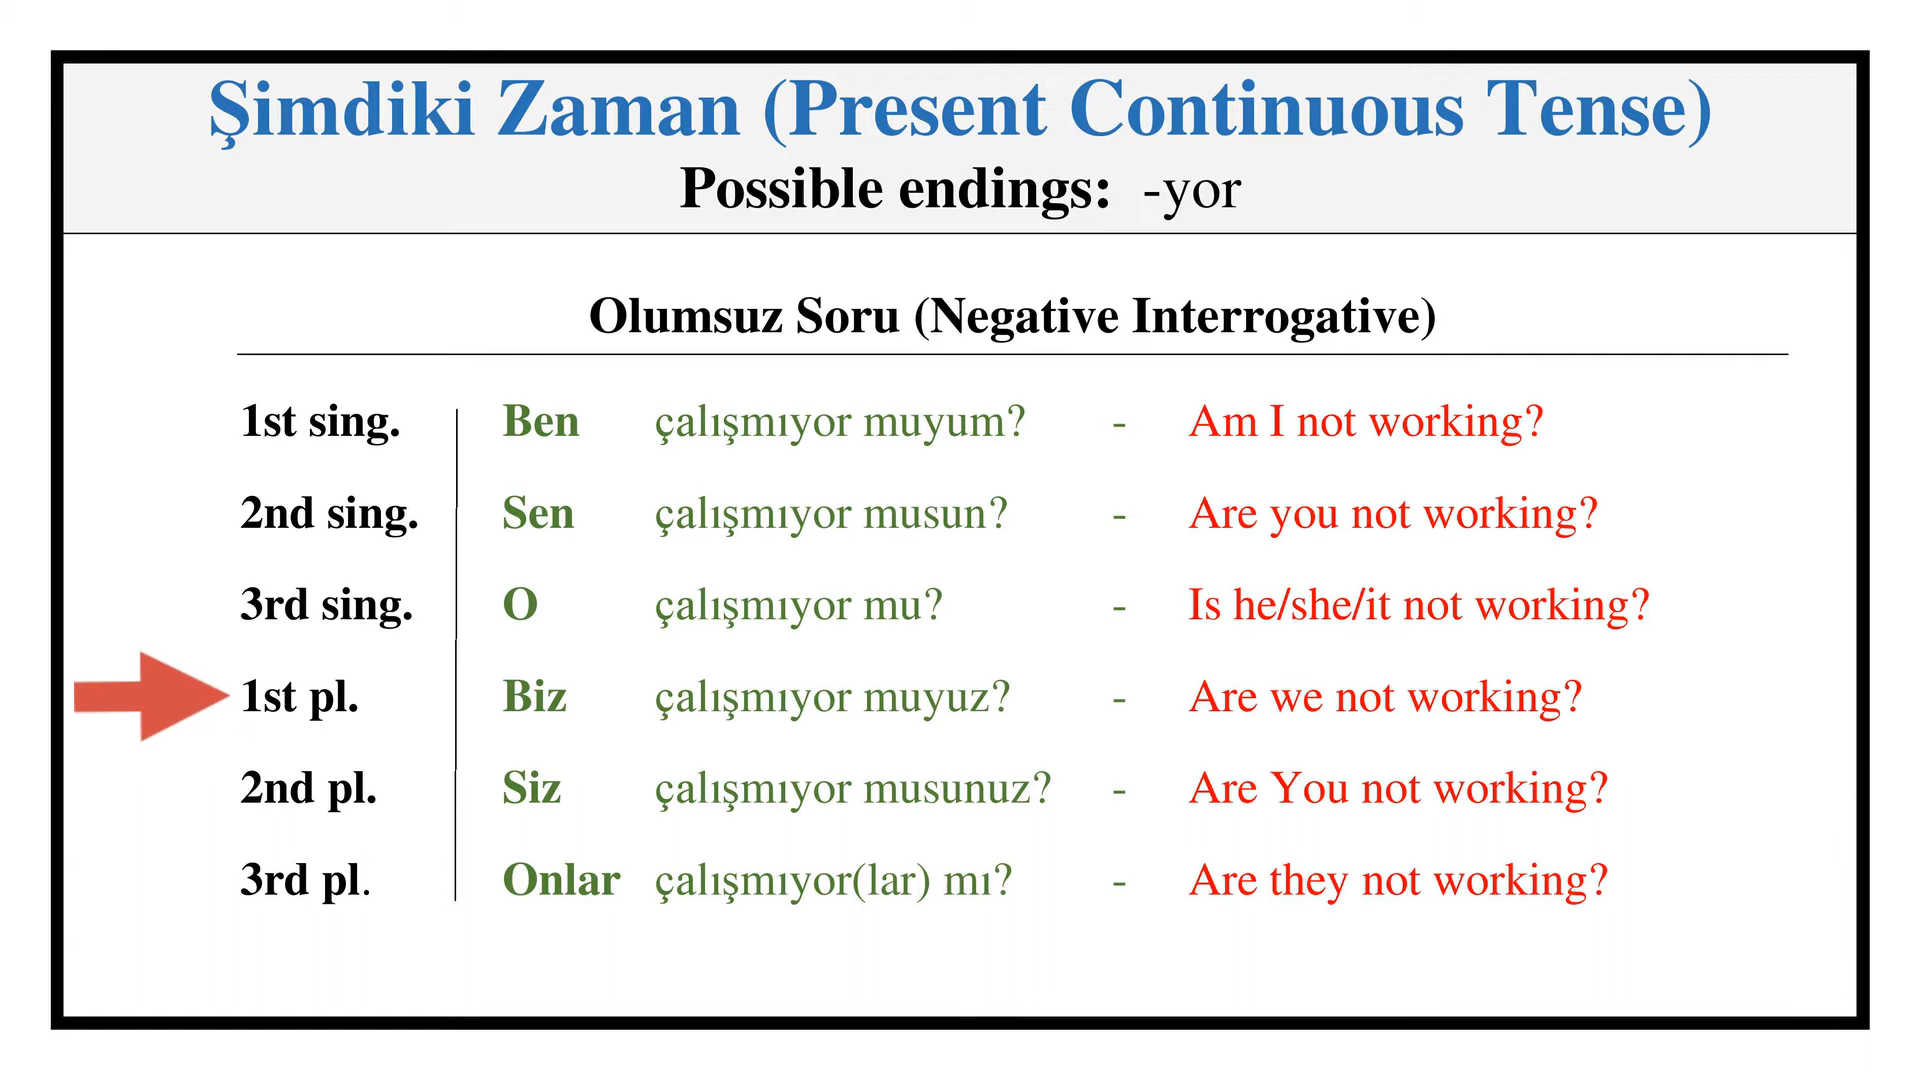 Şimdiki Zaman (Present Continuous Tense)
Possible endings: -yor
Olumsuz Soru (Negative Interrogative)
1st sing. Ben çalışmıyor muyum? - Am I not working?
2nd sing. Sen çalışmıyor musun? - Are you not working?
3rd sing. O çalışmıyor mu? - Is he/she/it not working?
1st pl. Biz çalışmıyor muyuz? - Are we not working?
2nd pl. Siz çalışmıyor musunuz? - Are You not working?
3rd pl. Onlar çalışmıyor(lar) mı? - Are they not working?